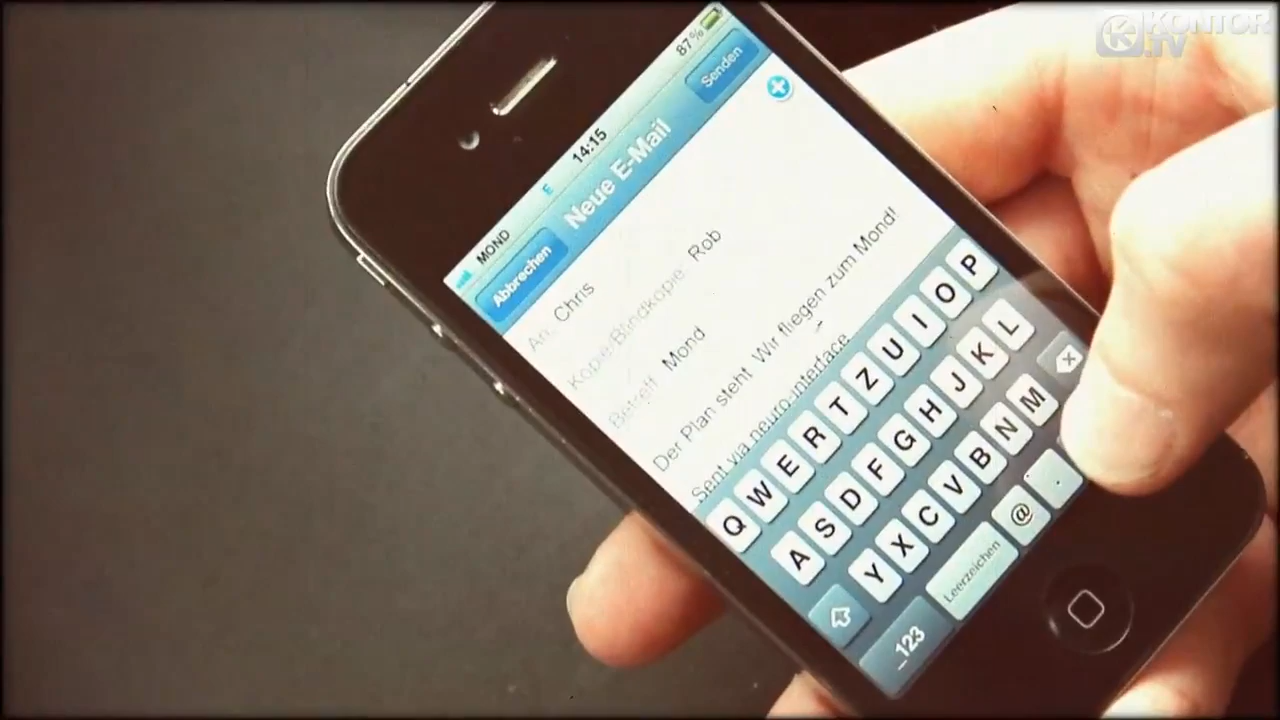 KONTOR
.TV
87%
MOND E 14:15
Abbrechen Neue E-Mail Senden
An: Chris
Kopie/Blindkopie: Rob
Betreff: Mond
Der Plan steht. Wir fliegen zum Mond!
Sent via neuro-interface
Q W E R T Z U I O P
A S D F G H J K L
Y X C V B N M
_123 Leerzeichen @ .